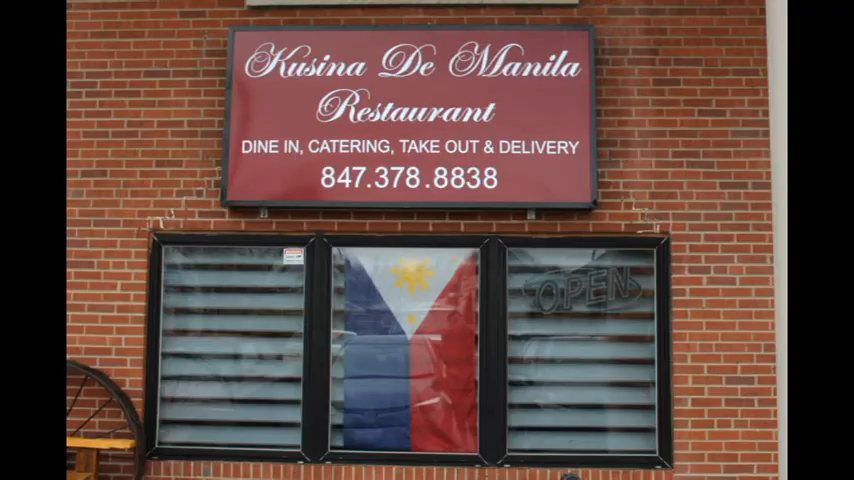 Kusina De Manila
Restaurant
DINE IN, CATERING, TAKE OUT & DELIVERY
847.378.8838
OPEN